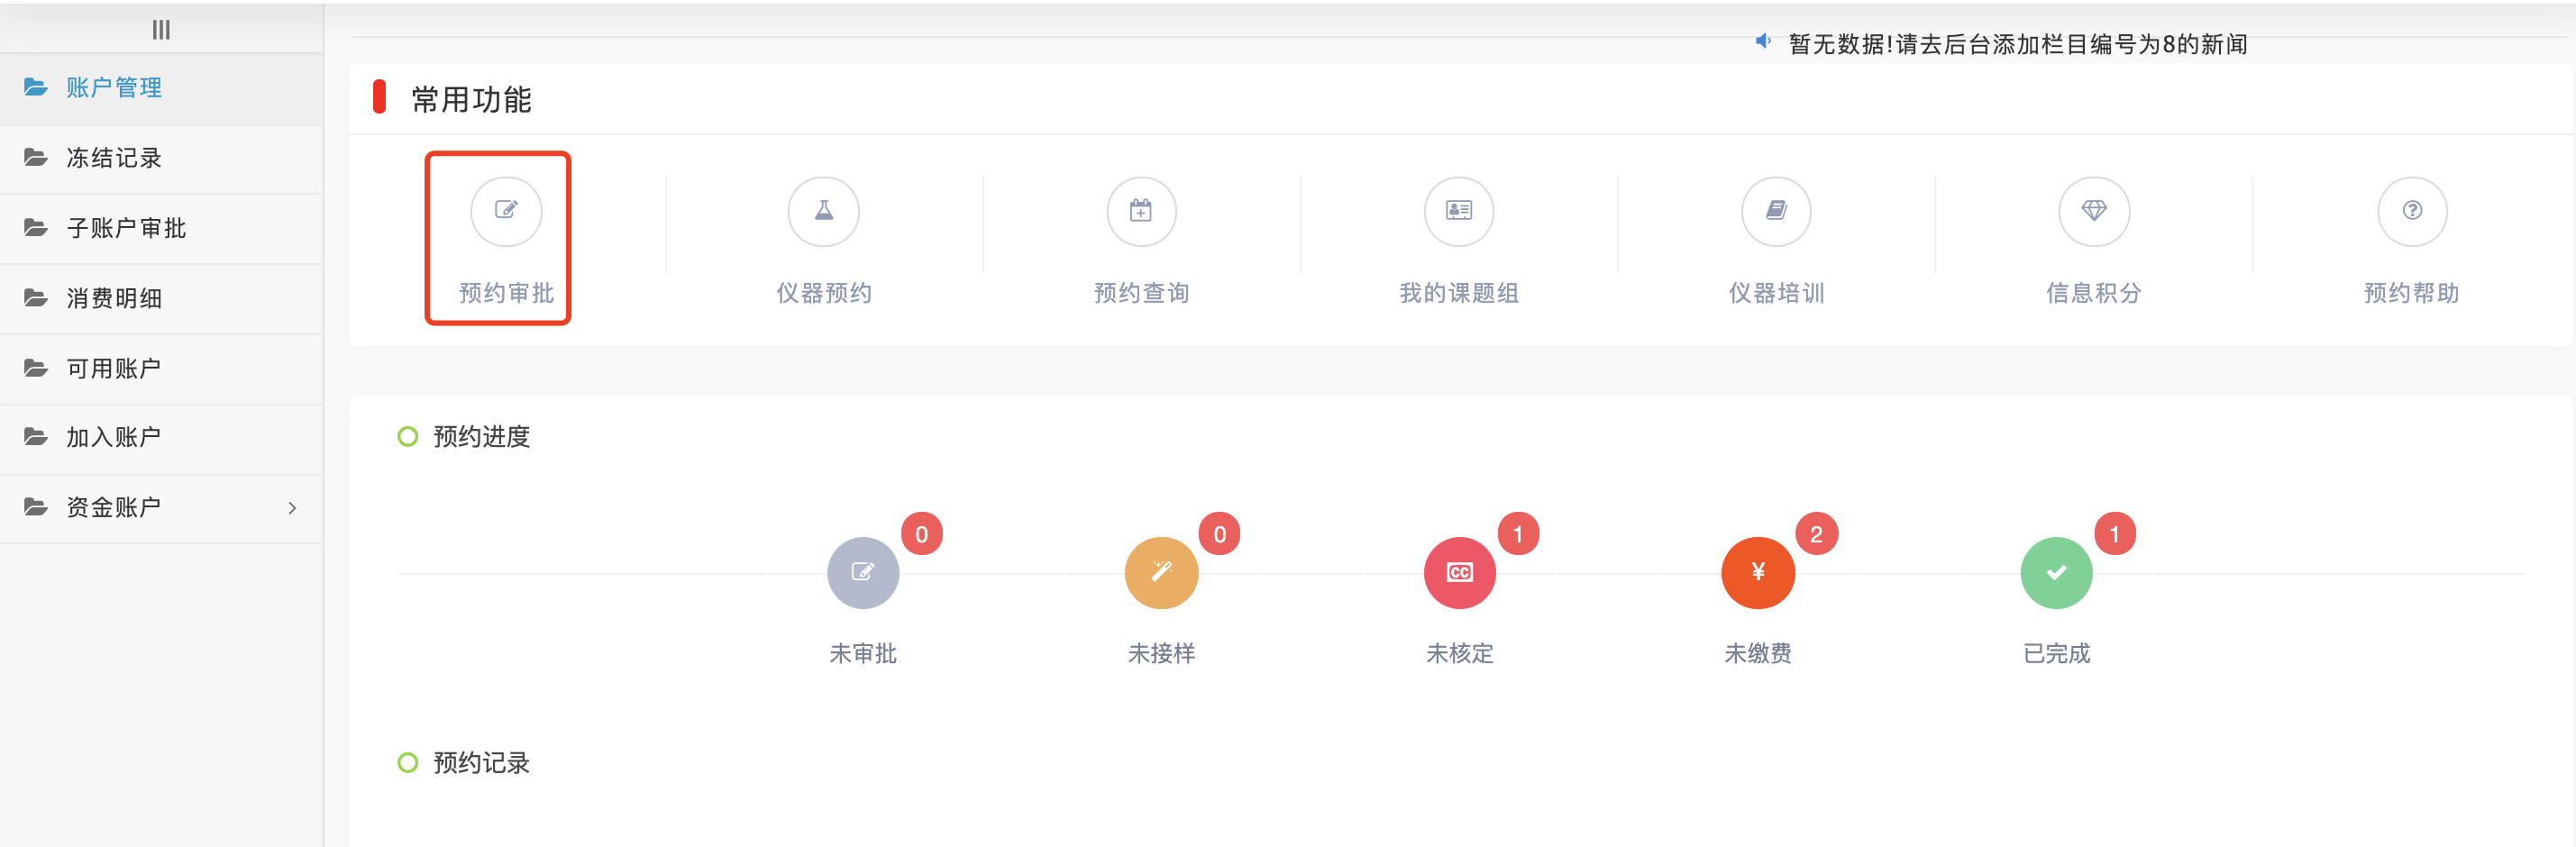 暂无数据!请去后台添加栏目编号为8的新闻
账户管理
冻结记录
子账户审批
消费明细
可用账户
加入账户
资金账户
常用功能
预约审批
仪器预约
预约查询
我的课题组
仪器培训
信息积分
预约帮助
预约进度
0
0
1
2
1
CC
¥
未审批
未接样
未核定
未缴费
已完成
预约记录